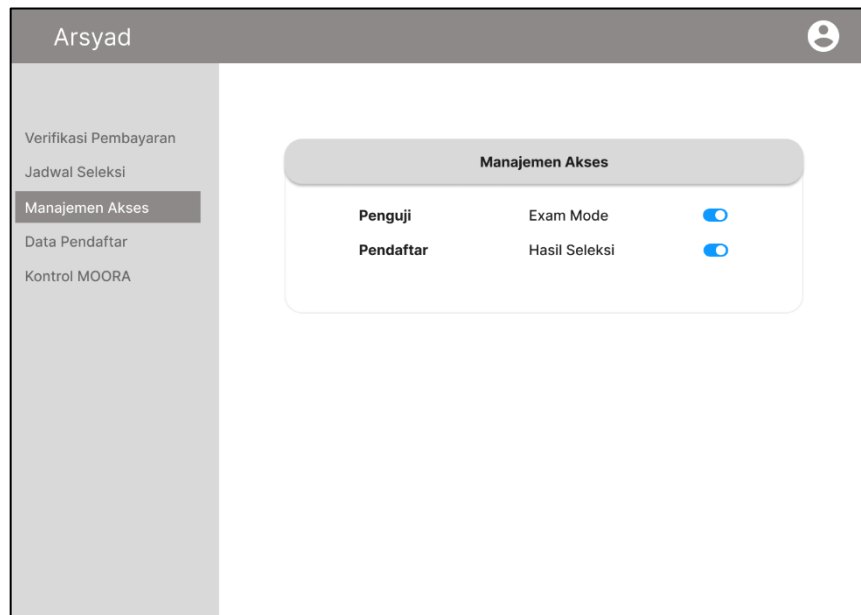 Arsyad
Verifikasi Pembayaran
Jadwal Seleksi
Manajemen Akses
Data Pendaftar
Kontrol MOORA
Manajemen Akses
Penguji Exam Mode
Pendaftar Hasil Seleksi